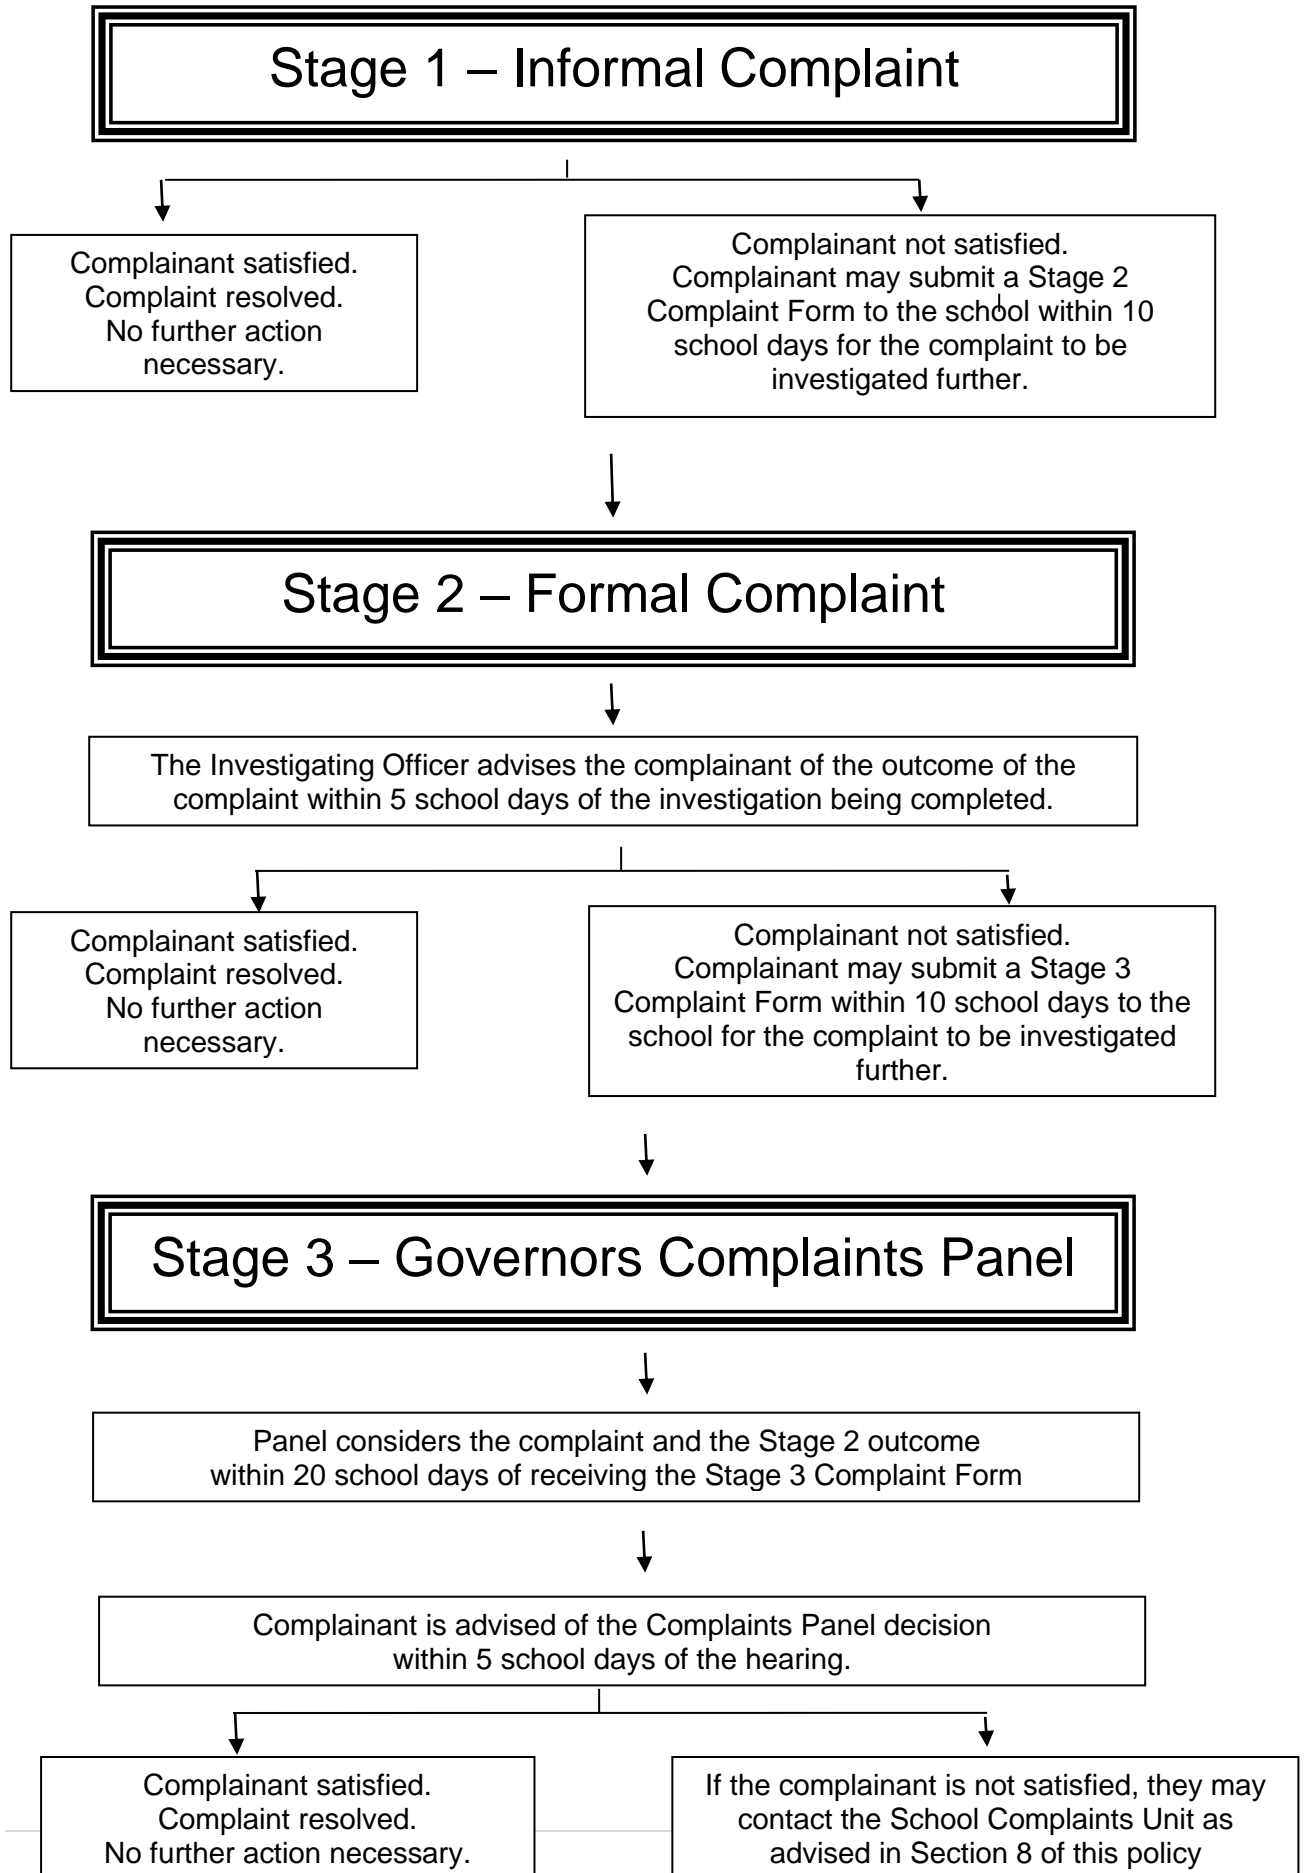 Stage 1 – Informal Complaint
Complainant satisfied.
Complaint resolved.
No further action
necessary.
Complainant not satisfied.
Complainant may submit a Stage 2
Complaint Form to the school within 10
school days for the complaint to be
investigated further.
Stage 2 – Formal Complaint
The Investigating Officer advises the complainant of the outcome of the
complaint within 5 school days of the investigation being completed.
Complainant satisfied.
Complaint resolved.
No further action
necessary.
Complainant not satisfied.
Complainant may submit a Stage 3
Complaint Form within 10 school days to the
school for the complaint to be investigated
further.
Stage 3 – Governors Complaints Panel
Panel considers the complaint and the Stage 2 outcome
within 20 school days of receiving the Stage 3 Complaint Form
Complainant is advised of the Complaints Panel decision
within 5 school days of the hearing.
Complainant satisfied.
Complaint resolved.
No further action necessary.
If the complainant is not satisfied, they may
contact the School Complaints Unit as
advised in Section 8 of this policy